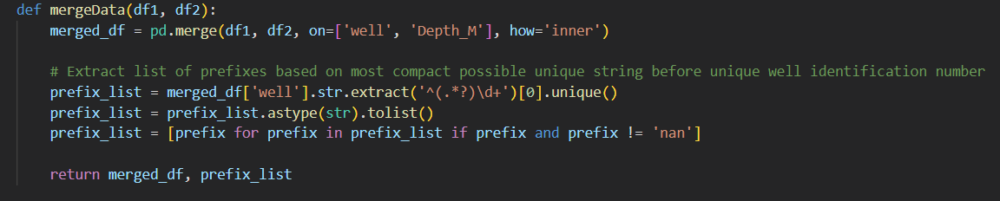 def mergeData(df1, df2):
    merged_df = pd.merge(df1, df2, on=['well', 'Depth_M'], how='inner')
    # Extract list of prefixes based on most compact possible unique string before unique well identification number
    prefix_list = merged_df['well'].str.extract('^(.*?)\d+')[0].unique()
    prefix_list = prefix_list.astype(str).tolist()
    prefix_list = [prefix for prefix in prefix_list if prefix and prefix != 'nan']
    return merged_df, prefix_list